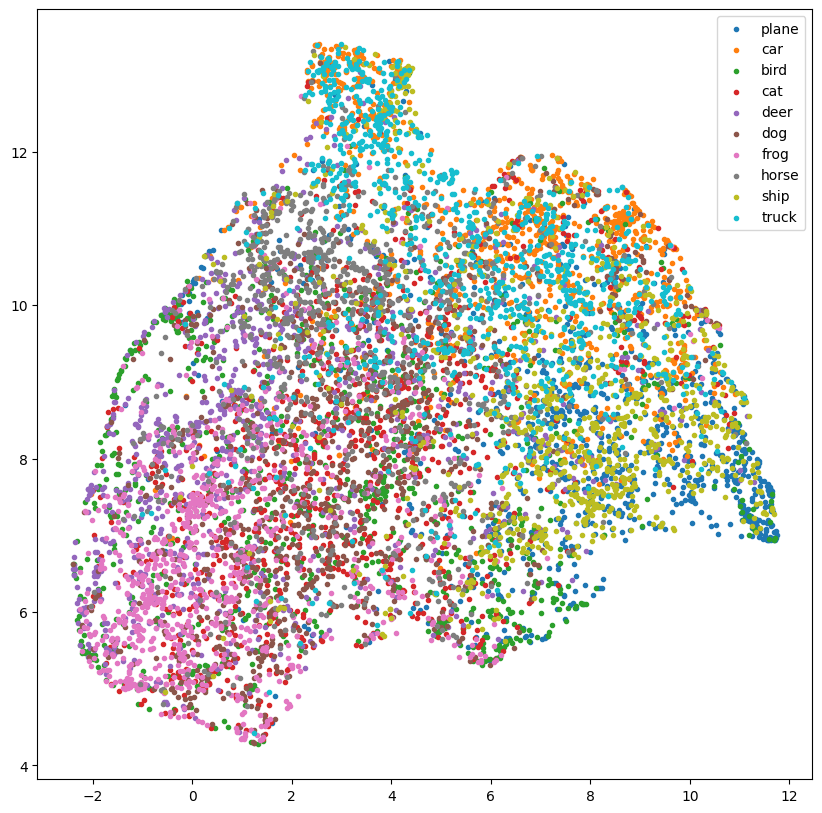 plane
car
bird
cat
deer
dog
frog
horse
ship
truck
12
10
8
6
4
−2
0
2
4
6
8
10
12